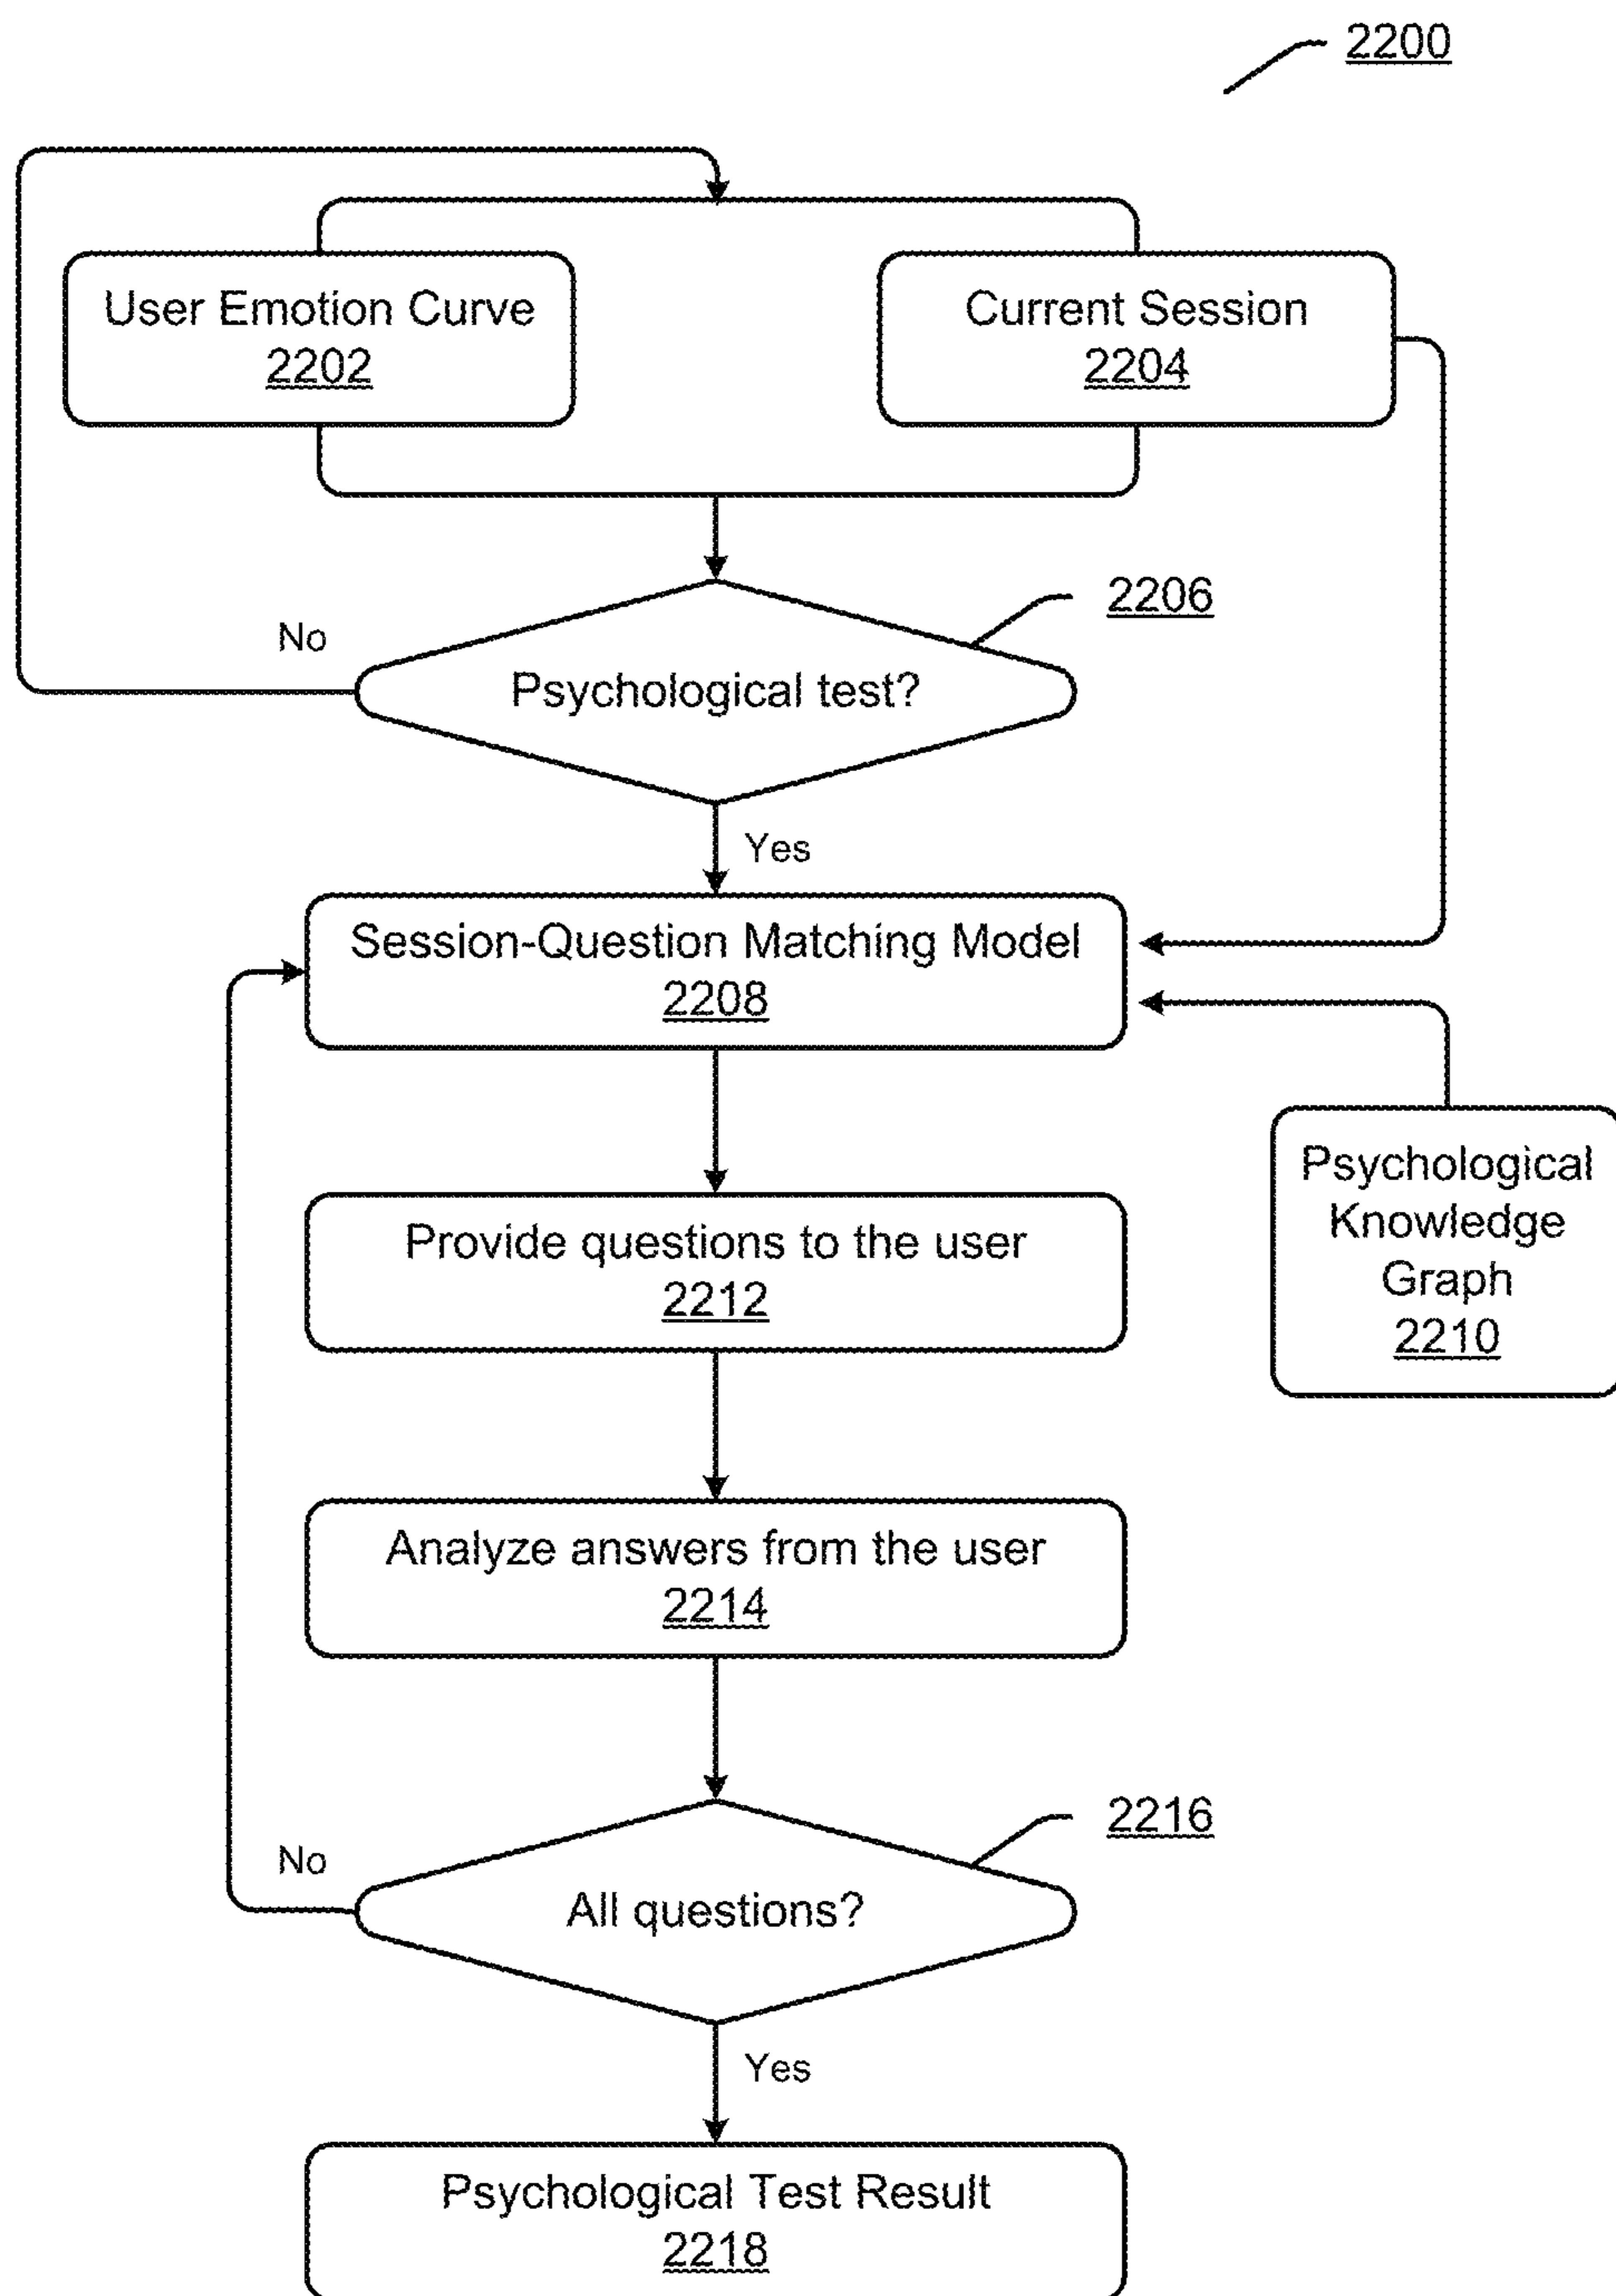 2200
User Emotion Curve
2202
Current Session
2204
2206
No
Psychological test?
Yes
Session-Question Matching Model
2208
Psychological
Knowledge
Graph
2210
Provide questions to the user
2212
Analyze answers from the user
2214
2216
No
All questions?
Yes
Psychological Test Result
2218